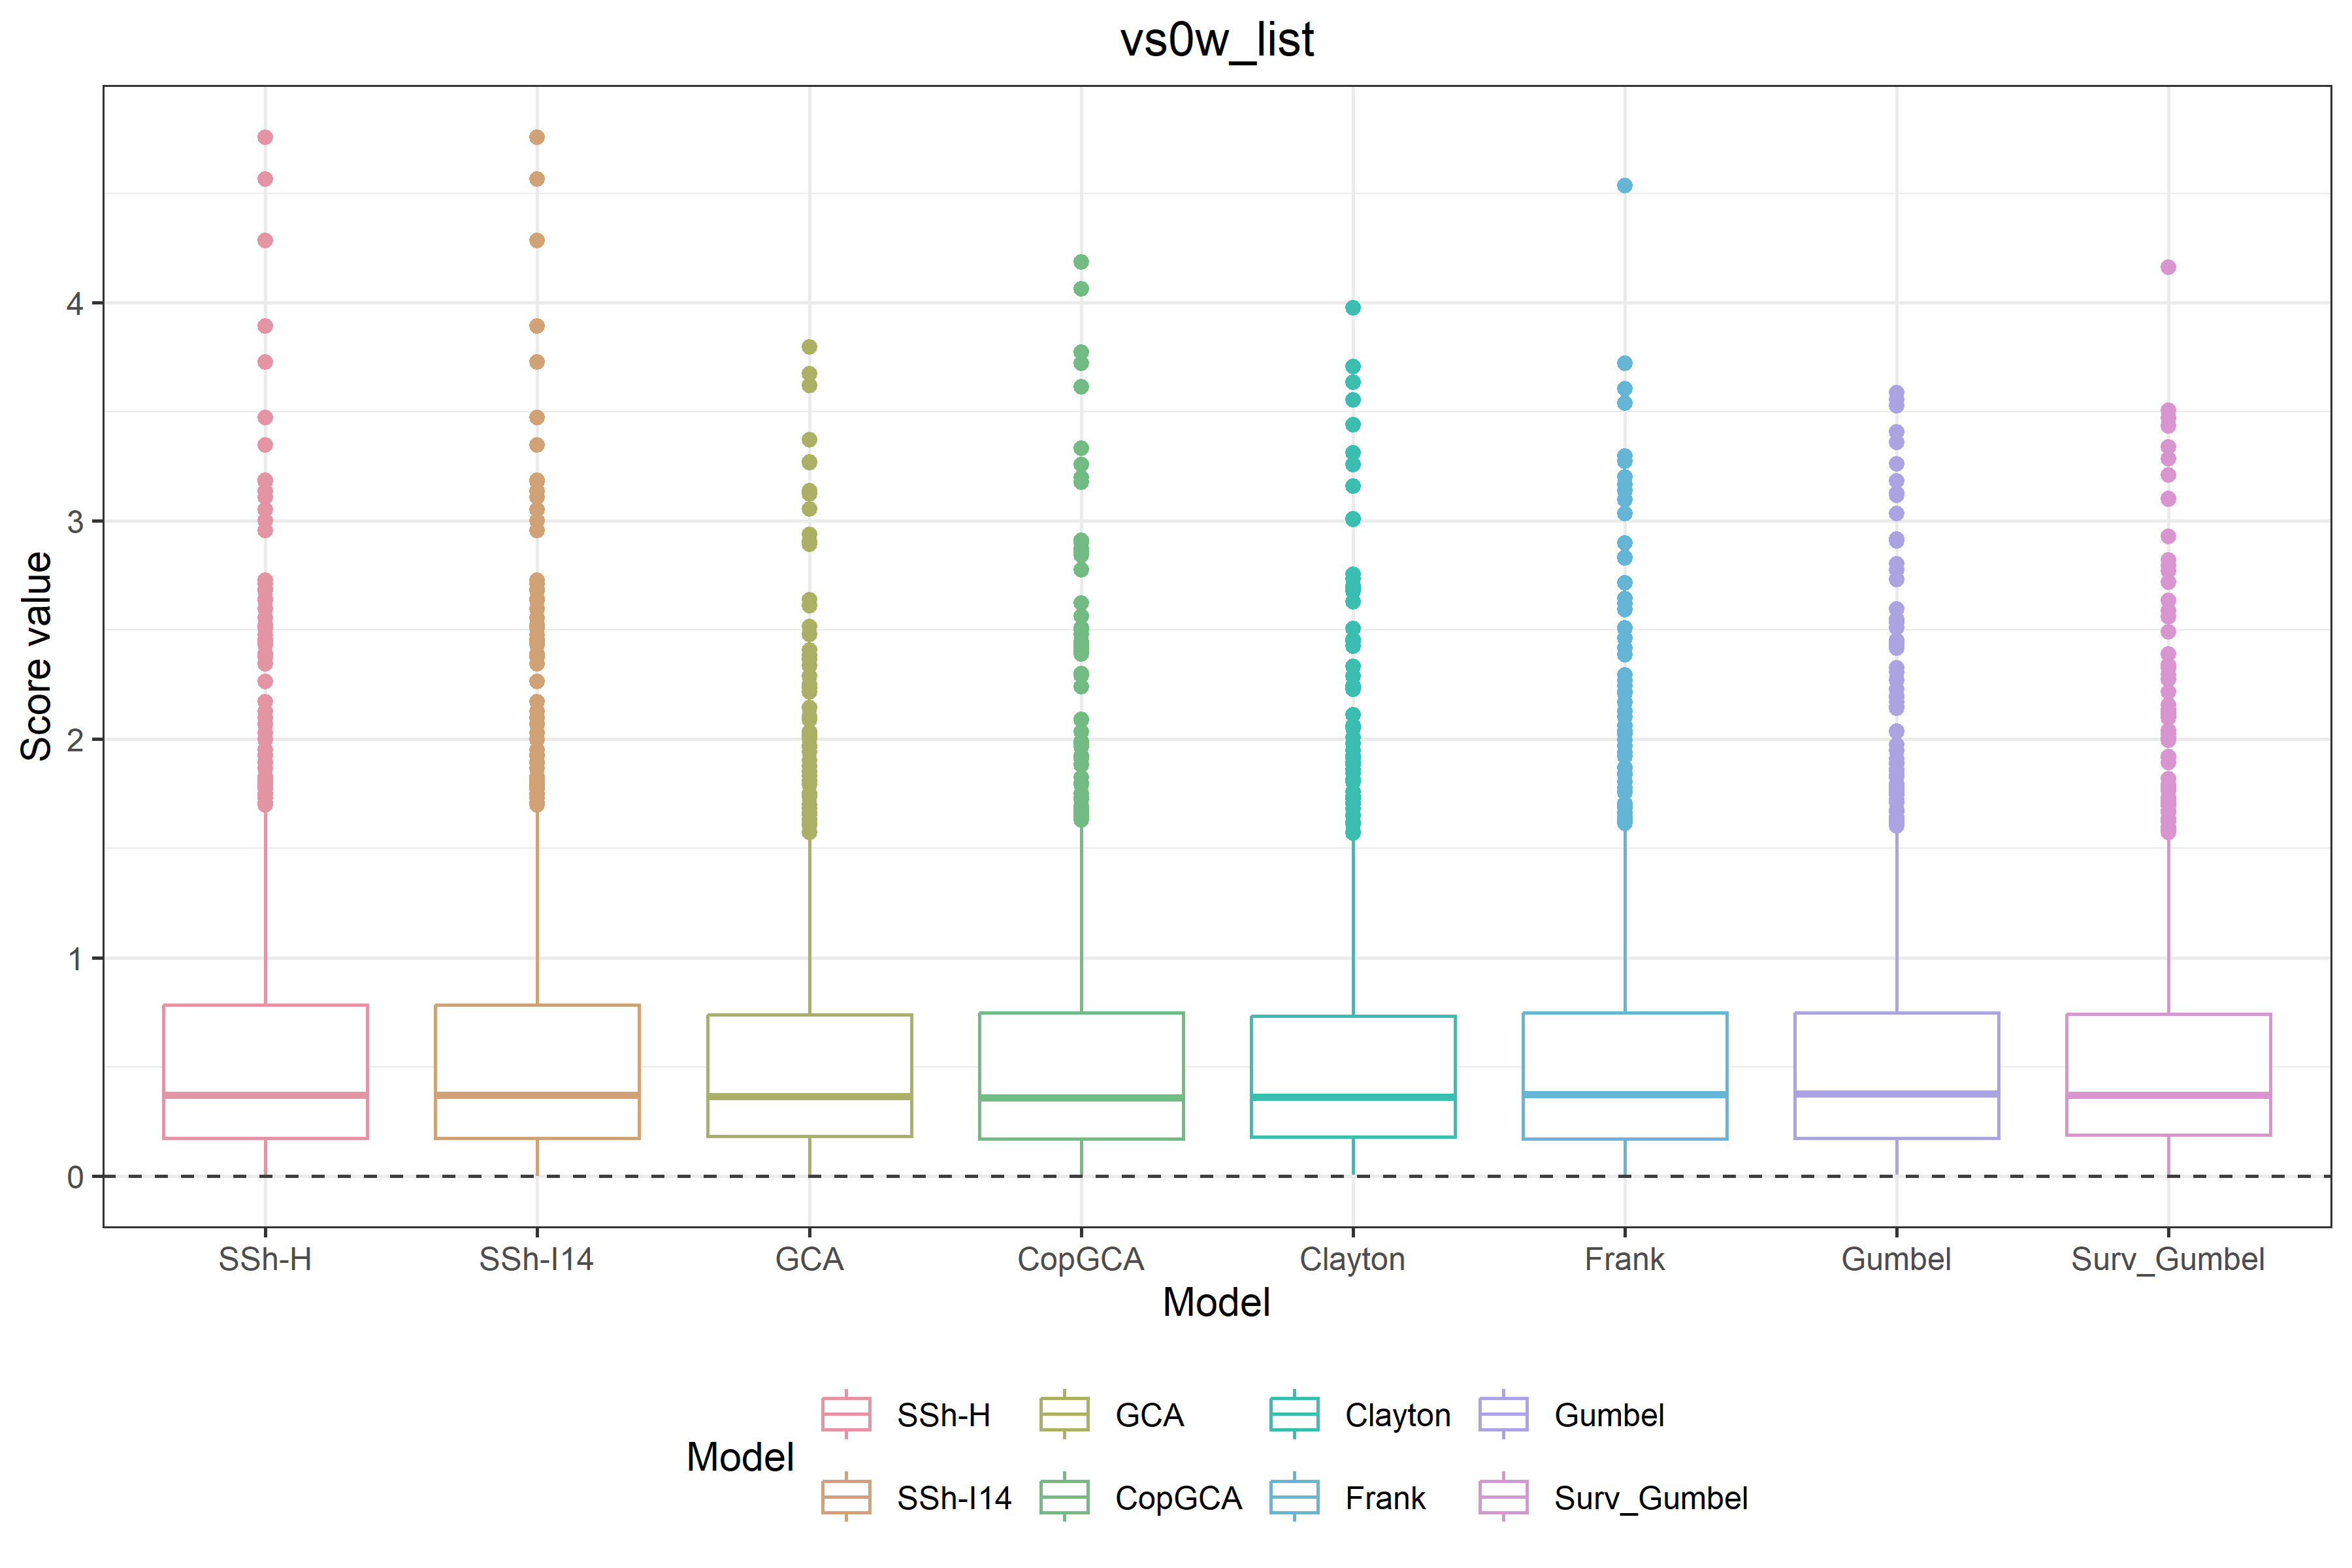 vs0w_list
Score value
4
3
2
1
0
SSh-H SSh-I14 GCA CopGCA Clayton Frank Gumbel Surv_Gumbel
Model
Model
SSh-H GCA Clayton Gumbel
SSh-I14 CopGCA Frank Surv_Gumbel